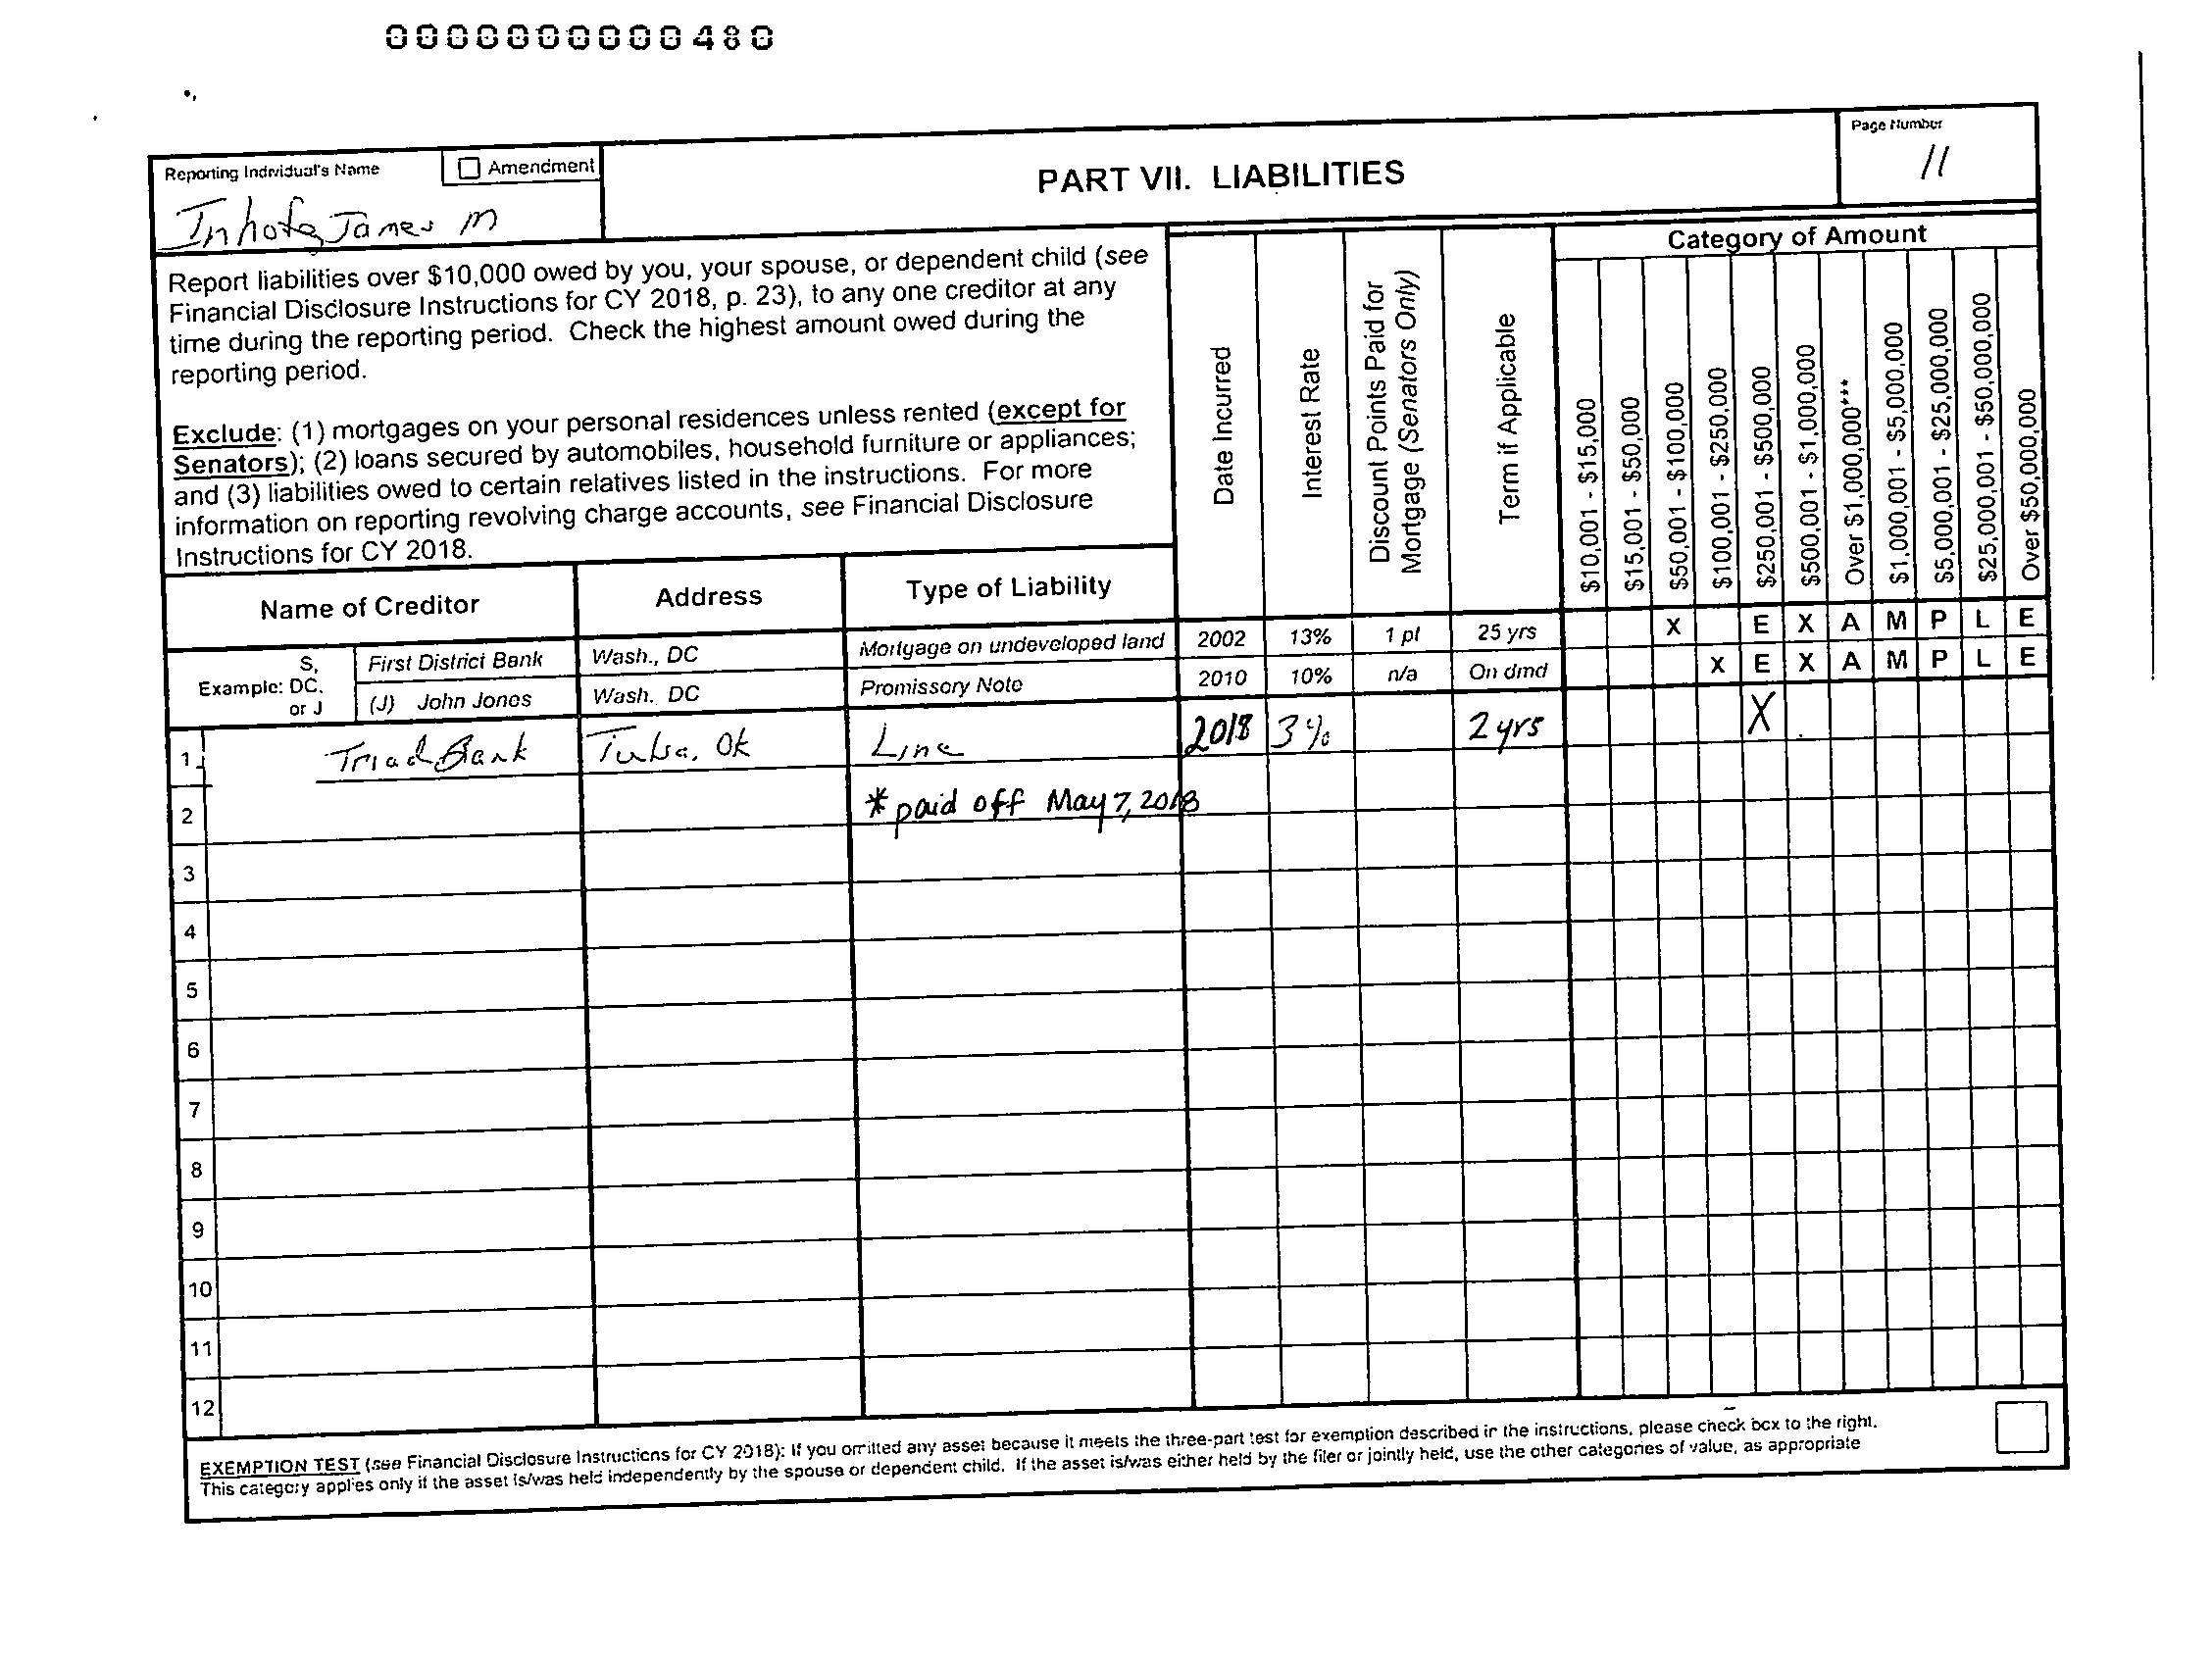 0000000000480
Reporting Individual's Name
Amendment
PART VII. LIABILITIES
Page Number
11
Inhofe, James M
Report liabilities over $10,000 owed by you, your spouse, or dependent child (see
Financial Disclosure Instructions for CY 2018, p. 23), to any one creditor at any
time during the reporting period. Check the highest amount owed during the
reporting period.
Exclude: (1) mortgages on your personal residences unless rented (except for
Senators); (2) loans secured by automobiles, household furniture or appliances;
and (3) liabilities owed to certain relatives listed in the instructions. For more
information on reporting revolving charge accounts, see Financial Disclosure
Instructions for CY 2018.
Name of Creditor
Address
Type of Liability
Date Incurred
Interest Rate
Discount Points Paid for
Mortgage (Senators Only)
Term if Applicable
Category of Amount
$10,001 - $15,000
$15,001 - $50,000
$50,001 - $100,000
$100,001 - $250,000
$250,001 - $500,000
$500,001 - $1,000,000
Over $1,000,000***
$1,000,001 - $5,000,000
$5,000,001 - $25,000,000
$25,000,001 - $50,000,000
Over $50,000,000
Example: S, DC, or J
First District Bank Wash., DC Mortgage on undeveloped land 2002 13% 1 pt 25 yrs X E X A M P L E
(J) John Jones Wash. DC Promissory Note 2010 10% n/a On dmd X E X A M P L E
1 Triad Bank Tulsa, Ok Line 2018 3% 2 yrs X
2 * paid off May 7, 2018
3
4
5
6
7
8
9
10
11
12
EXEMPTION TEST (see Financial Disclosure Instructions for CY 2018): If you omitted any asset because it meets the three-part test for exemption described in the instructions, please check box to the right.
This category applies only if the asset is/was held independently by the spouse or dependent child. If the asset is/was either held by the filer or jointly held, use the other categories of value, as appropriate